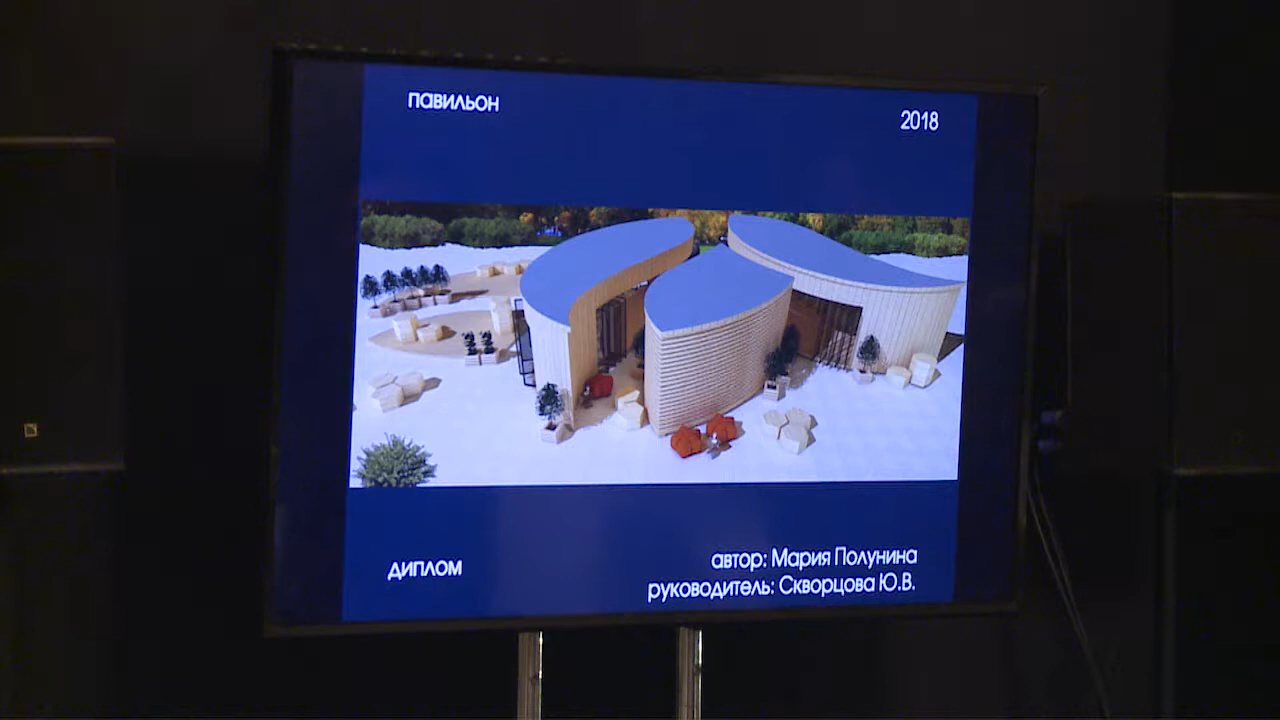 павильон
2018
диплом
автор: Мария Полунина
руководитель: Скворцова Ю.В.